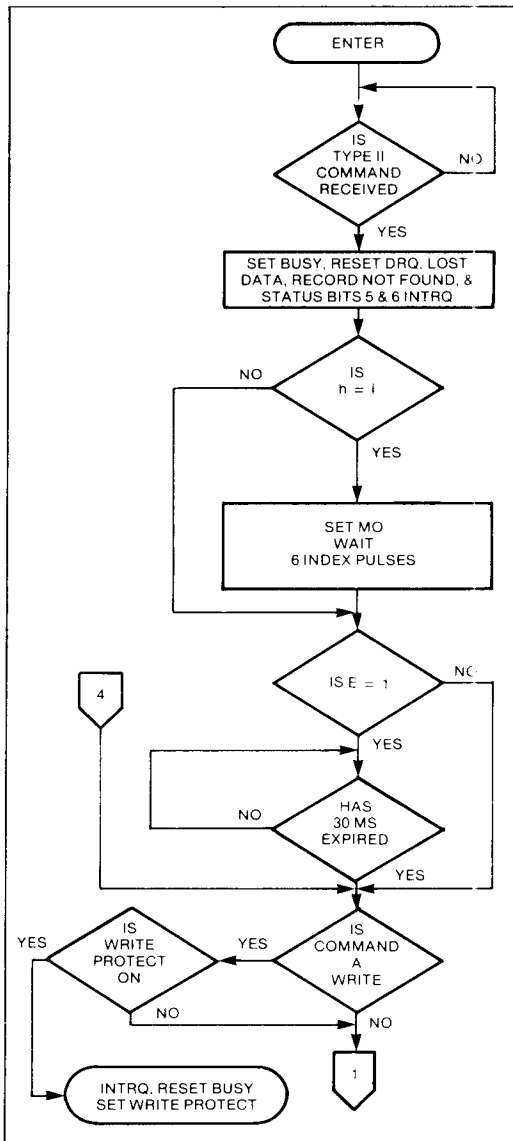 ENTER
IS
TYPE II
COMMAND
RECEIVED
NO
YES
SET BUSY, RESET DRQ, LOST
DATA, RECORD NOT FOUND, &
STATUS BITS 5 & 6 INTRQ
IS
h = I
NO
YES
SET MO
WAIT
6 INDEX PULSES
IS E = 1
NO
4
YES
HAS
30 MS
EXPIRED
NO
YES
IS
COMMAND
A
WRITE
YES
IS
WRITE
PROTECT
ON
YES
NO
NO
1
INTRQ, RESET BUSY
SET WRITE PROTECT